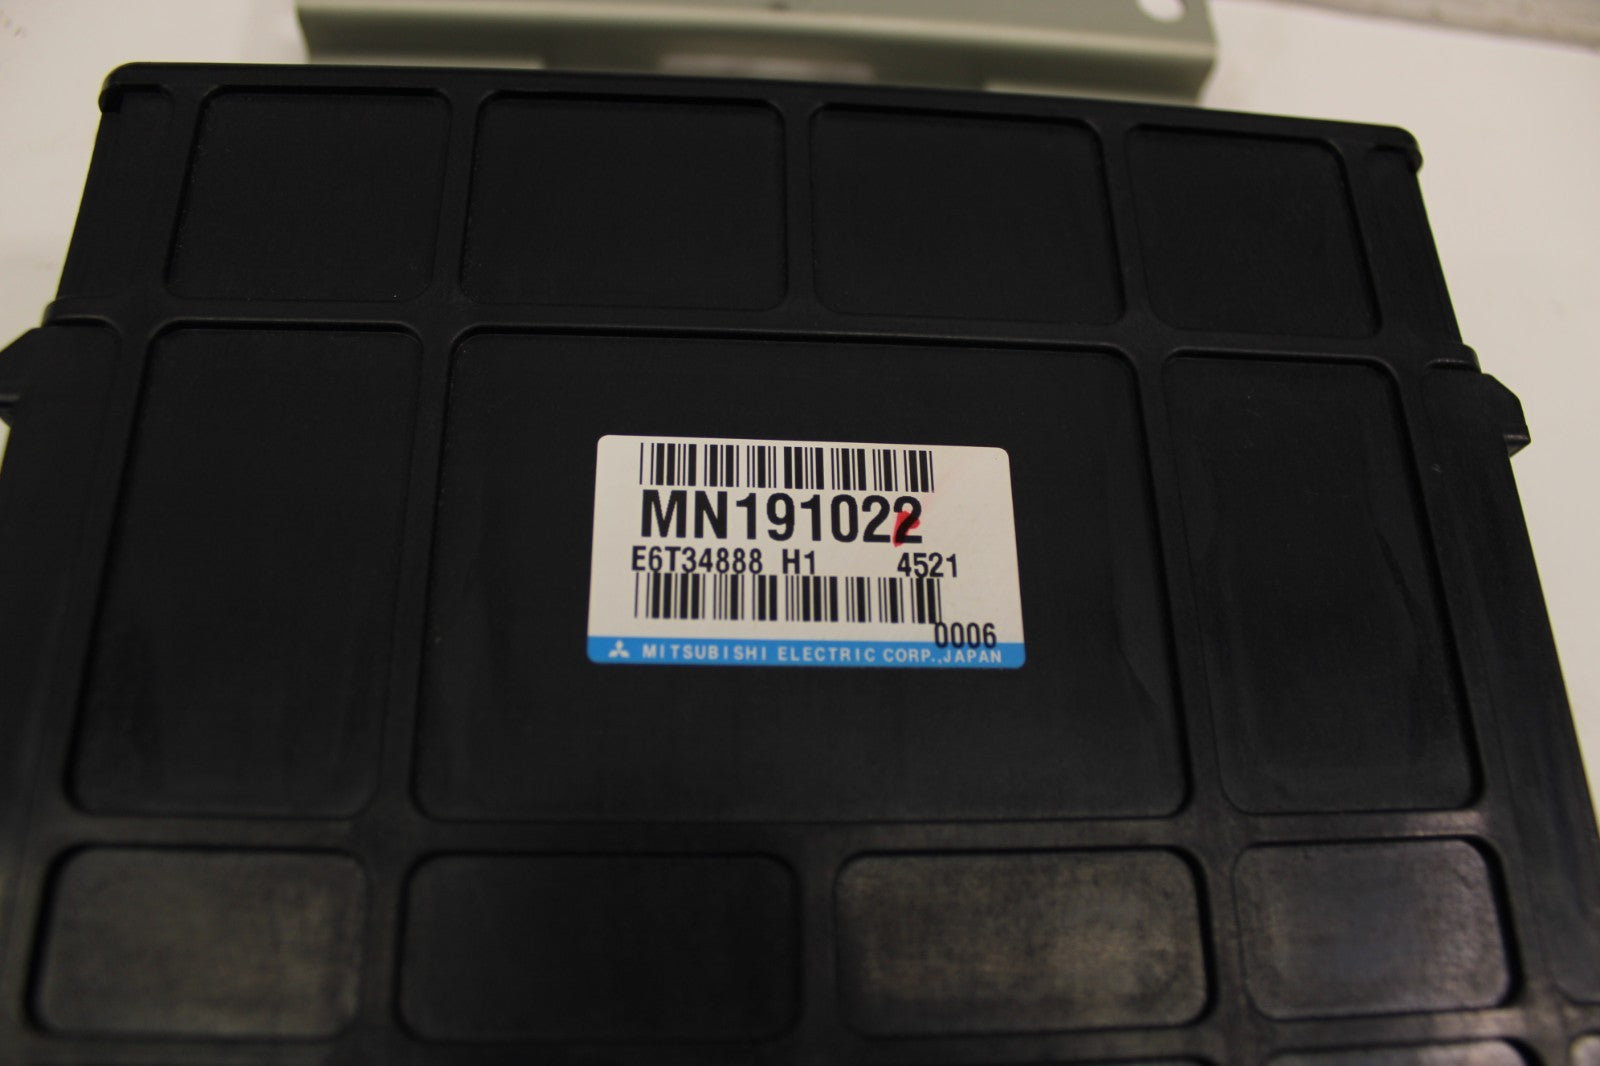 MN191022
E6T34888 H1 4521
0006
MITSUBISHI ELECTRIC CORP., JAPAN